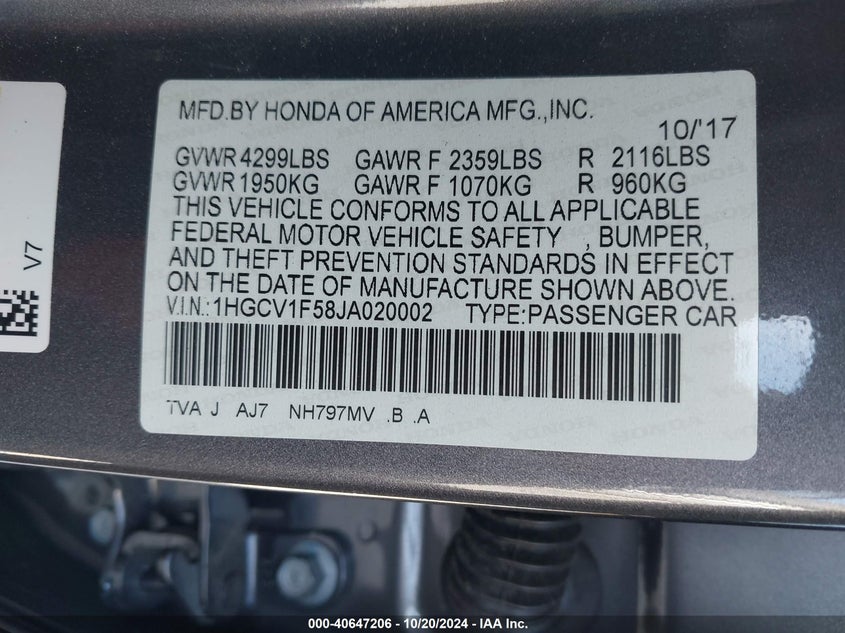 MFD.BY HONDA OF AMERICA MFG.,INC.
10/'17
GVWR 4299LBS GAWR F 2359LBS R 2116LBS
GVWR 1950KG GAWR F 1070KG R 960KG
THIS VEHICLE CONFORMS TO ALL APPLICABLE
FEDERAL MOTOR VEHICLE SAFETY , BUMPER,
AND THEFT PREVENTION STANDARDS IN EFFECT
ON THE DATE OF MANUFACTURE SHOWN ABOVE.
V.I.N.:1HGCV1F58JA020002 TYPE:PASSENGER CAR
TVA J AJ7 NH797MV .B .A
V7
000-40647206 - 10/20/2024 - IAA Inc.